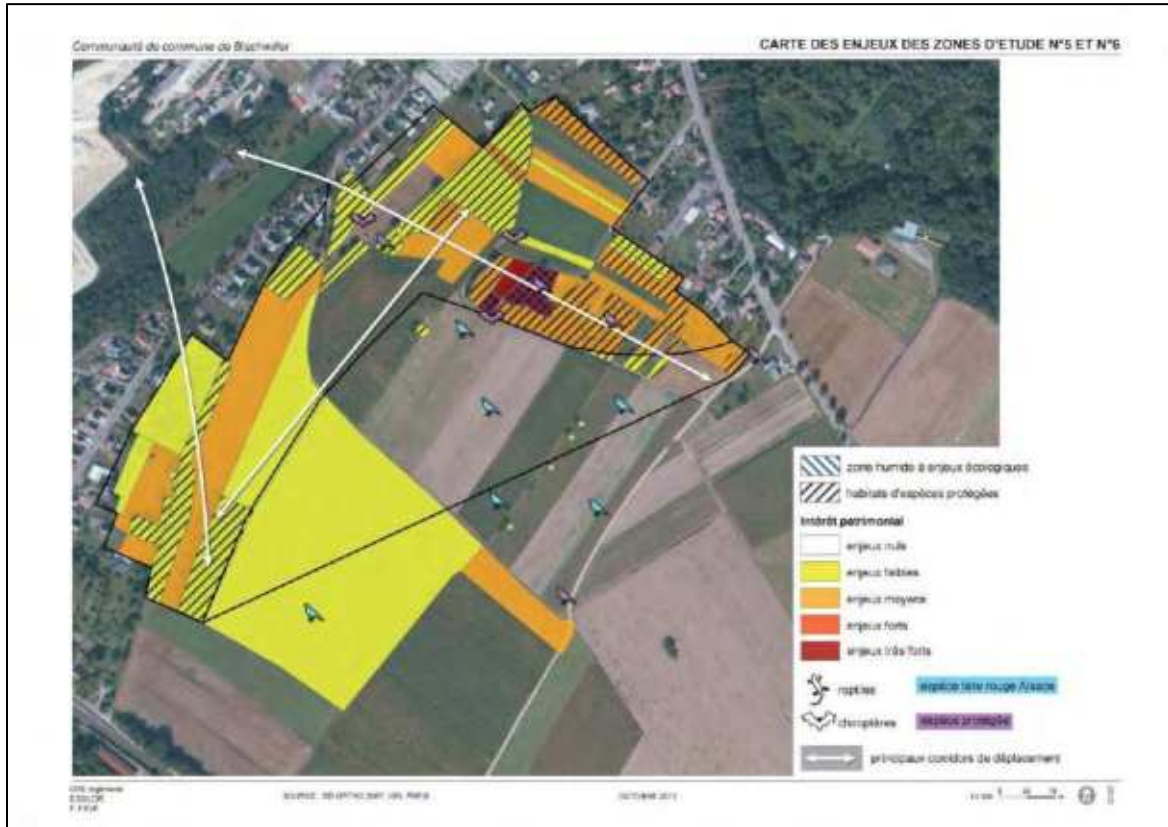 Communauté de commune de Bischwiller
CARTE DES ENJEUX DES ZONES D'ETUDE N°5 ET N°6
zone humide à enjeux écologiques
habitats d'espèces protégées
Intérêt patrimonial
enjeux nuls
enjeux faibles
enjeux moyens
enjeux forts
enjeux très forts
reptiles
espèce liste rouge Alsace
chiroptères
espèce protégée
principaux corridors de déplacement
OCTOBRE